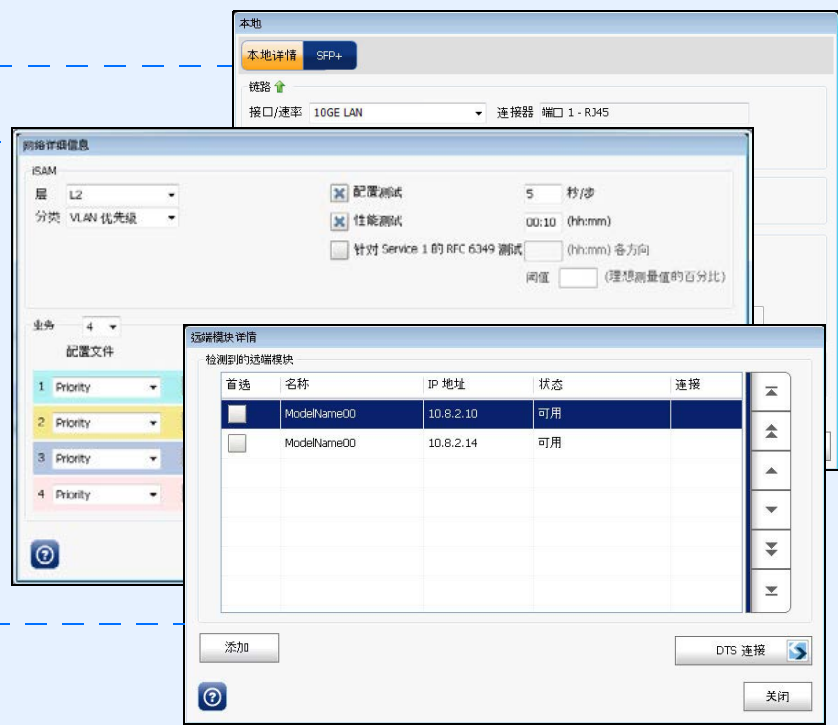 本地
本地详情 SFP+
链路
接口/速率 10GE LAN 连接器 端口 1 - RJ45
网络详细信息
iSAM
层 L2
分类 VLAN 优先级
配置测试 5 秒/步
性能测试 00:10 (hh:mm)
针对 Service 1 的 RFC 6349 测试 (hh:mm) 各方向
阈值 (理想测量值的百分比)
业务 4
配置文件
1 Priority
2 Priority
3 Priority
4 Priority
远端模块详情
检测到的远端模块
首选 名称 IP 地址 状态 连接
ModelName00 10.8.2.10 可用
ModelName00 10.8.2.14 可用
添加
DTS 连接
关闭